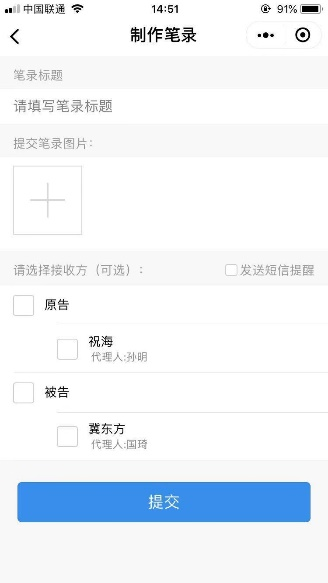 中国联通 14:51 91%
制作笔录
笔录标题
请填写笔录标题
提交笔录图片：
请选择接收方（可选）： 发送短信提醒
原告
祝海
代理人:孙明
被告
冀东方
代理人:国琦
提交